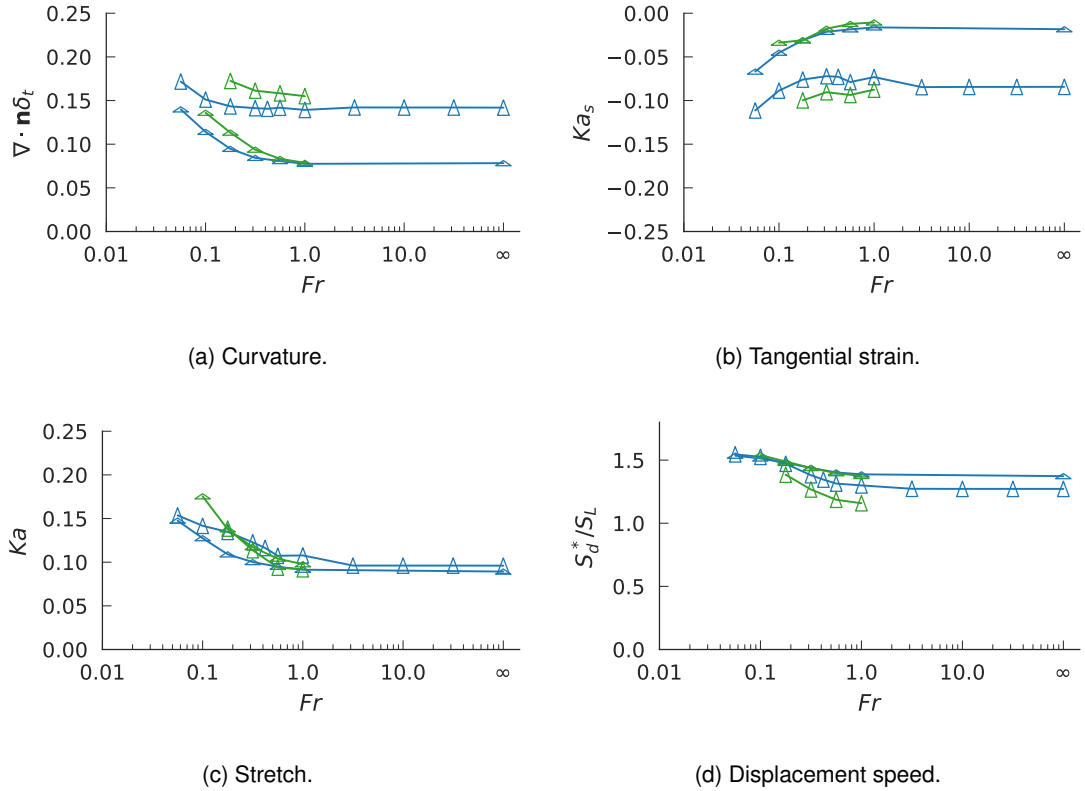 0.25
0.20
0.15
0.10
0.05
0.00
∇ · nδₜ
0.01 0.1 1.0 10.0 ∞
Fr
(a) Curvature.
−0.00
−0.05
−0.10
−0.15
−0.20
−0.25
Kaₛ
0.01 0.1 1.0 10.0 ∞
Fr
(b) Tangential strain.
0.25
0.20
0.15
0.10
0.05
0.00
Ka
0.01 0.1 1.0 10.0 ∞
Fr
(c) Stretch.
1.5
1.0
0.5
0.0
S_d^*/S_L
0.01 0.1 1.0 10.0 ∞
Fr
(d) Displacement speed.